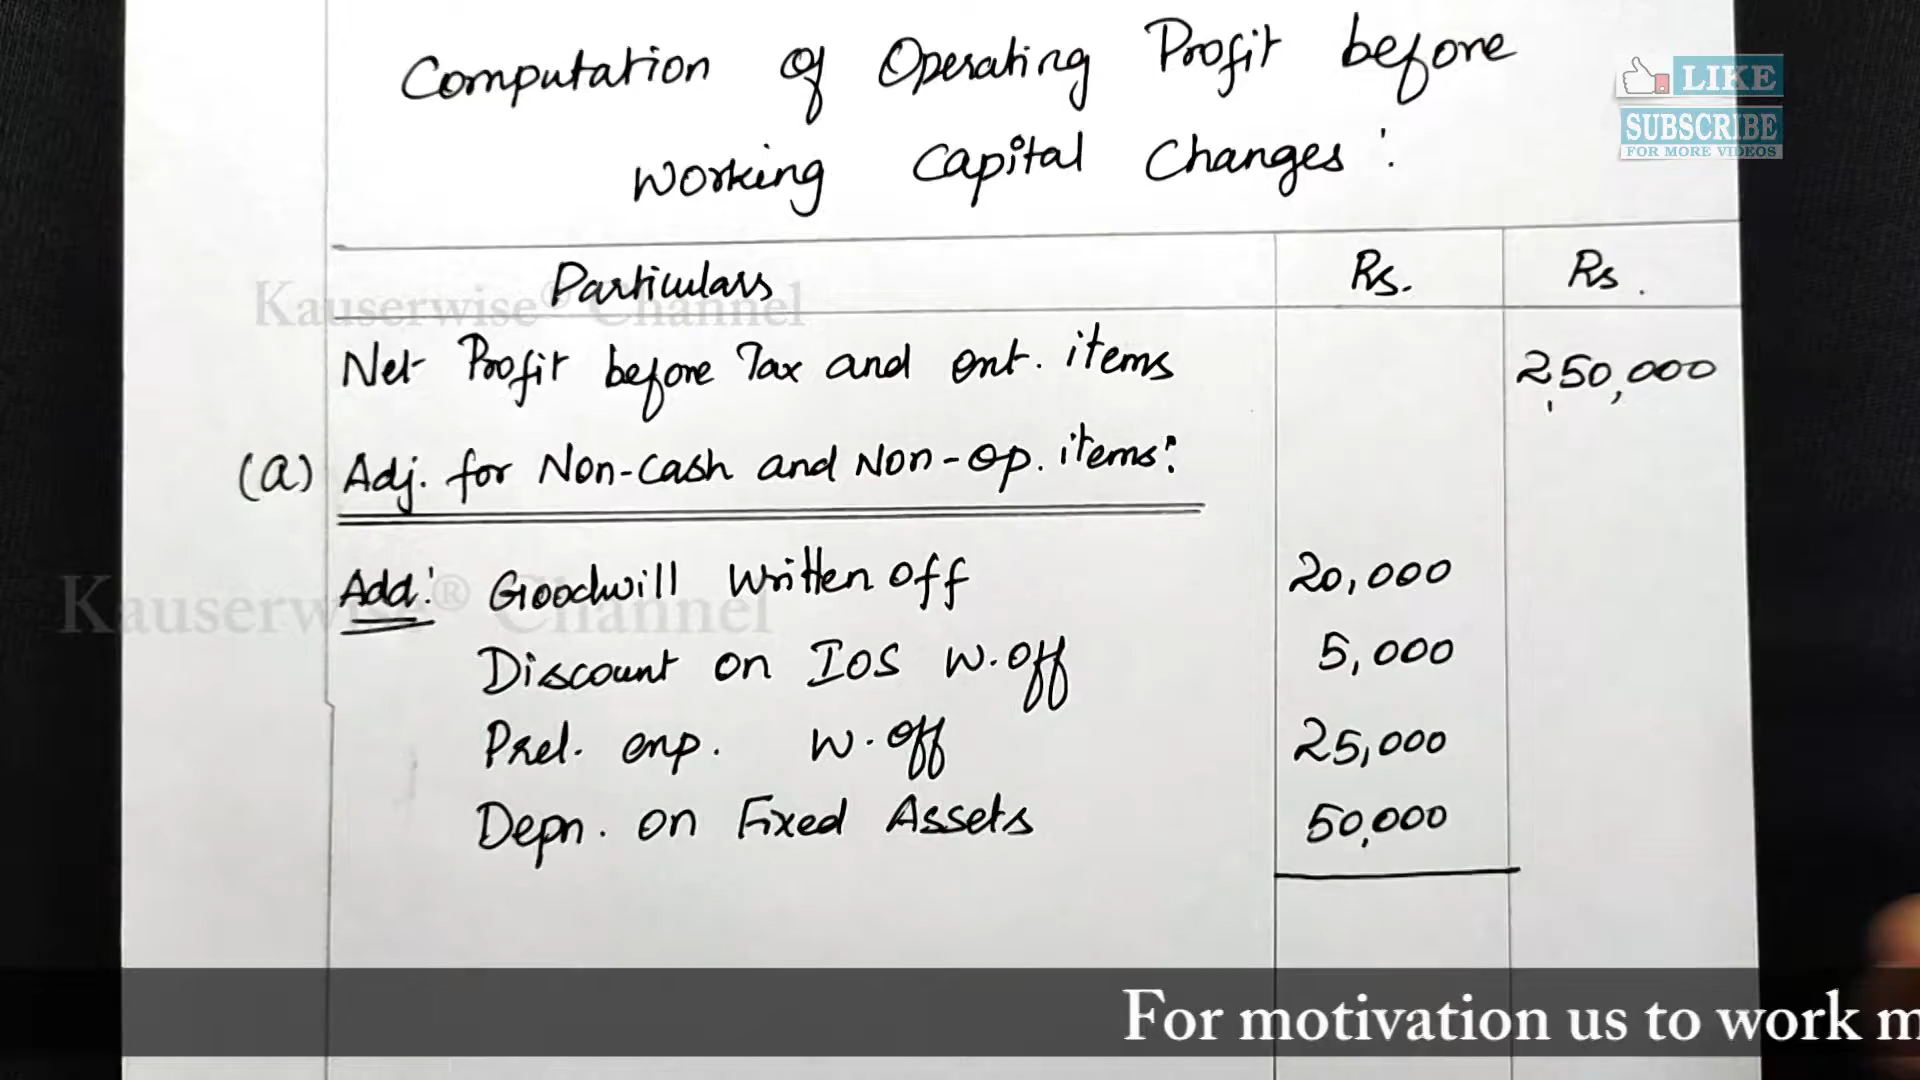 Computation of Operating Profit before
Working Capital Changes :
LIKE
SUBSCRIBE
FOR MORE VIDEOS
Particulars Rs. Rs.
Kauserwise® Channel
Net Profit before Tax and Ext. items 2,50,000
(a) Adj. for Non-cash and Non-op. items:
Add: Goodwill Written off 20,000
Kauserwise® Channel
Discount on IOS W.off 5,000
Prel. exp. W.off 25,000
Depn. on Fixed Assets 50,000
For motivation us to work m